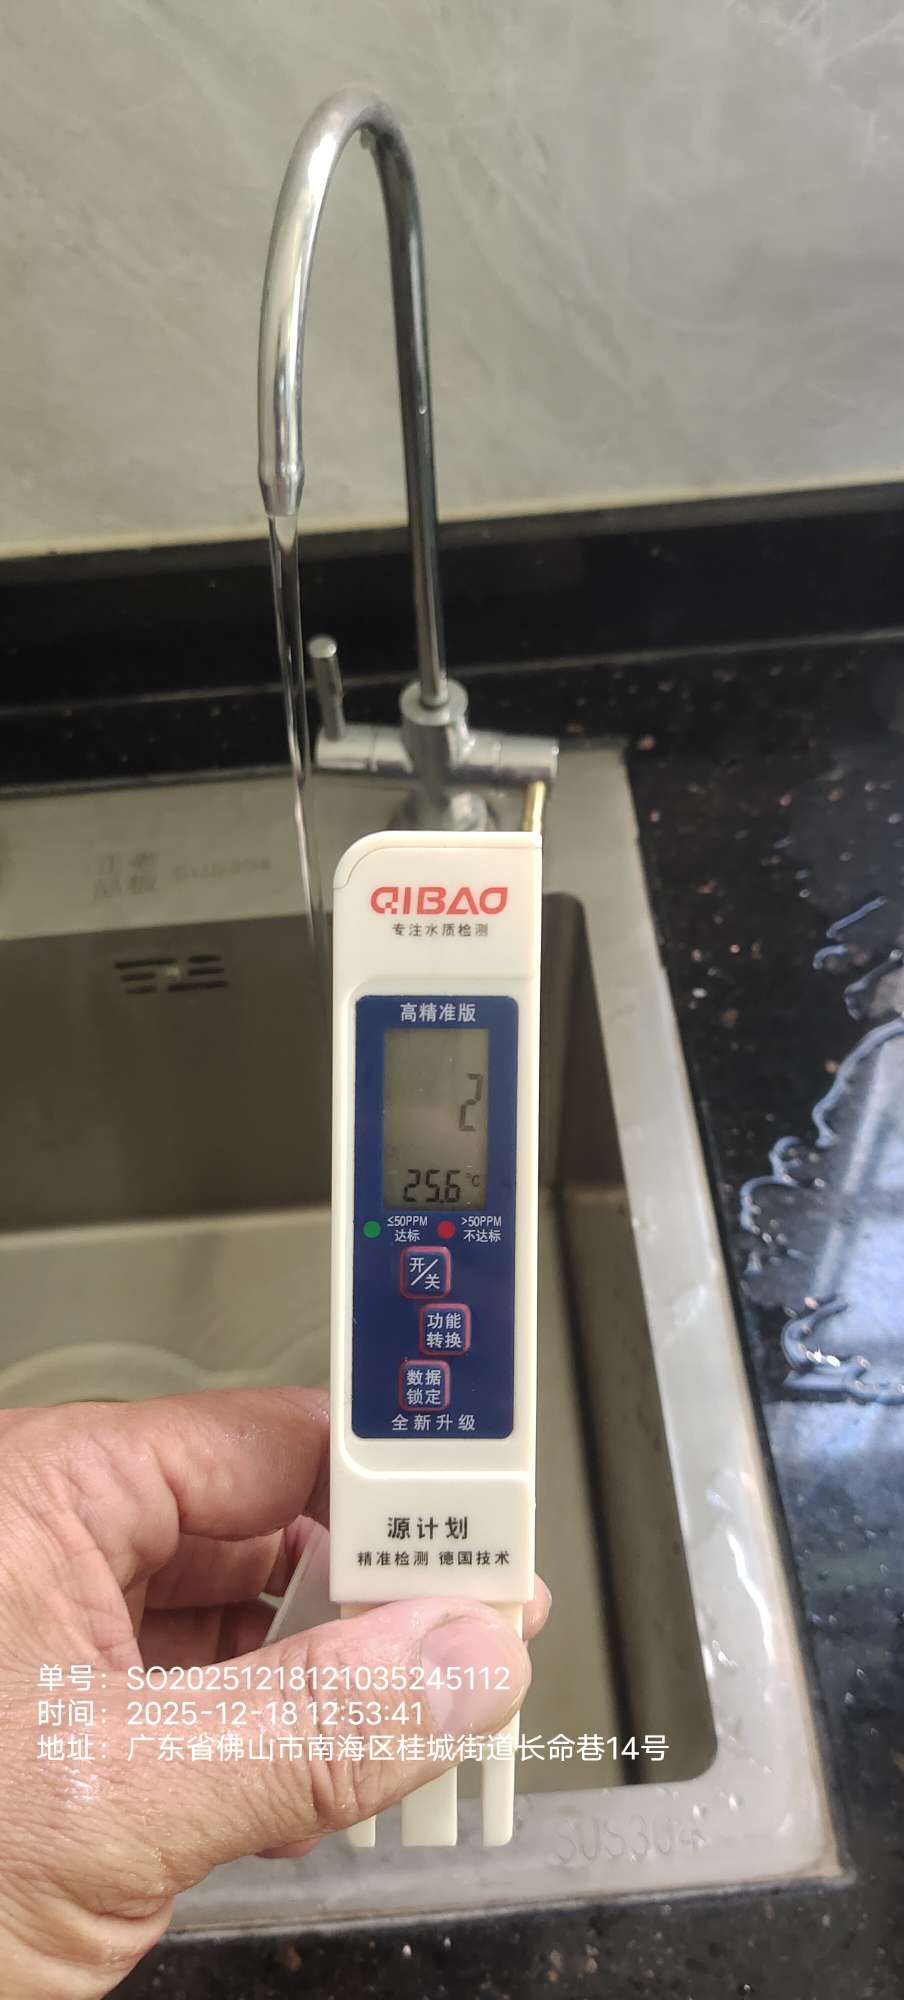 QIBAO
专注水质检测
高精准版
2
25.6 °C
≤50PPM 达标
>50PPM 不达标
开/关
功能转换
数据锁定
全新升级
源计划
精准检测 德国技术
单号：SO20251218121035245112
时间：2025-12-18 12:53:41
地址：广东省佛山市南海区桂城街道长命巷14号
SUS304